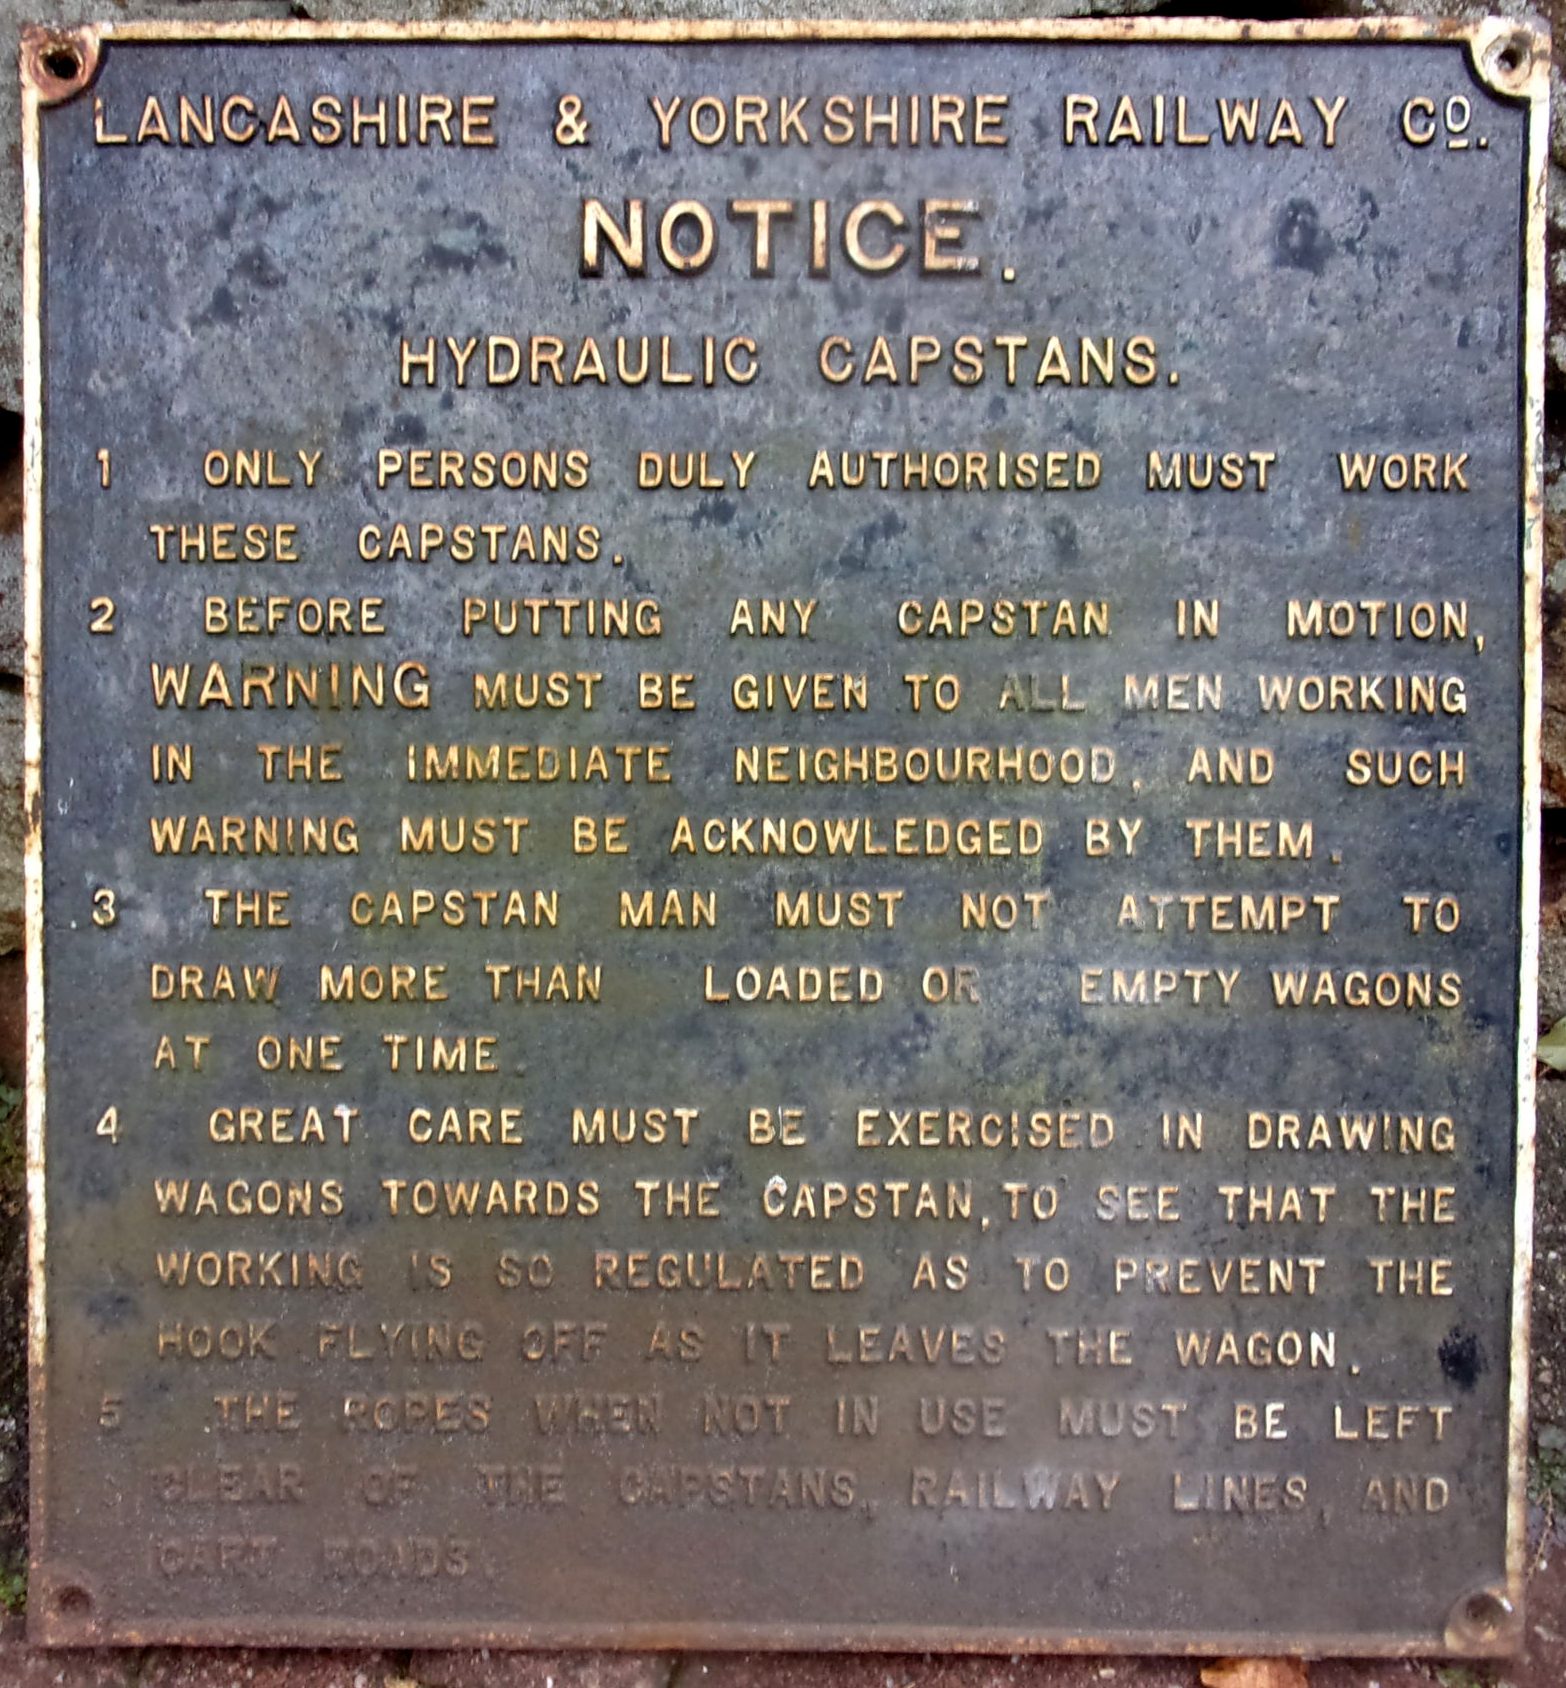 LANCASHIRE & YORKSHIRE RAILWAY Cº.
NOTICE.
HYDRAULIC CAPSTANS.
1 ONLY PERSONS DULY AUTHORISED MUST WORK
THESE CAPSTANS.
2 BEFORE PUTTING ANY CAPSTAN IN MOTION,
WARNING MUST BE GIVEN TO ALL MEN WORKING
IN THE IMMEDIATE NEIGHBOURHOOD, AND SUCH
WARNING MUST BE ACKNOWLEDGED BY THEM.
3 THE CAPSTAN MAN MUST NOT ATTEMPT TO
DRAW MORE THAN LOADED OR EMPTY WAGONS
AT ONE TIME.
4 GREAT CARE MUST BE EXERCISED IN DRAWING
WAGONS TOWARDS THE CAPSTAN, TO SEE THAT THE
WORKING IS SO REGULATED AS TO PREVENT THE
HOOK FLYING OFF AS IT LEAVES THE WAGON.
5 THE ROPES WHEN NOT IN USE MUST BE LEFT
CLEAR OF THE CAPSTANS, RAILWAY LINES, AND
CART ROADS.